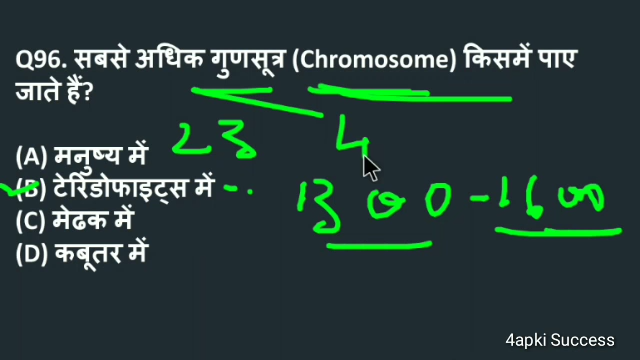 Q96. सबसे अधिक गुणसूत्र (Chromosome) किसमें पाए
जाते हैं?
(A) मनुष्य में 23 4
(B) टेरिडोफाइट्स में -. 1300 - 1600
(C) मेढक में
(D) कबूतर में
4apki Success